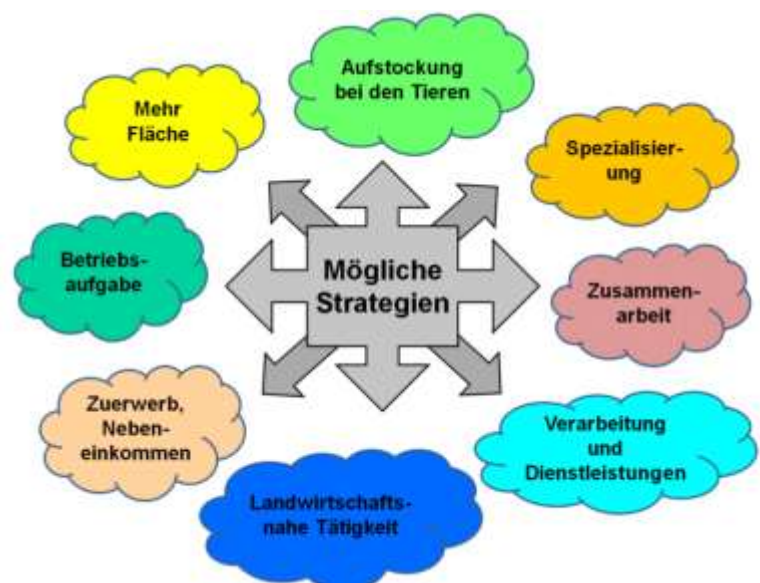 Aufstockung
bei den Tieren
Mehr
Fläche
Spezialisier-
ung
Betriebs-
aufgabe
Mögliche
Strategien
Zusammen-
arbeit
Zuerwerb,
Neben-
einkommen
Verarbeitung
und
Dienstleistungen
Landwirtschafts-
nahe Tätigkeit